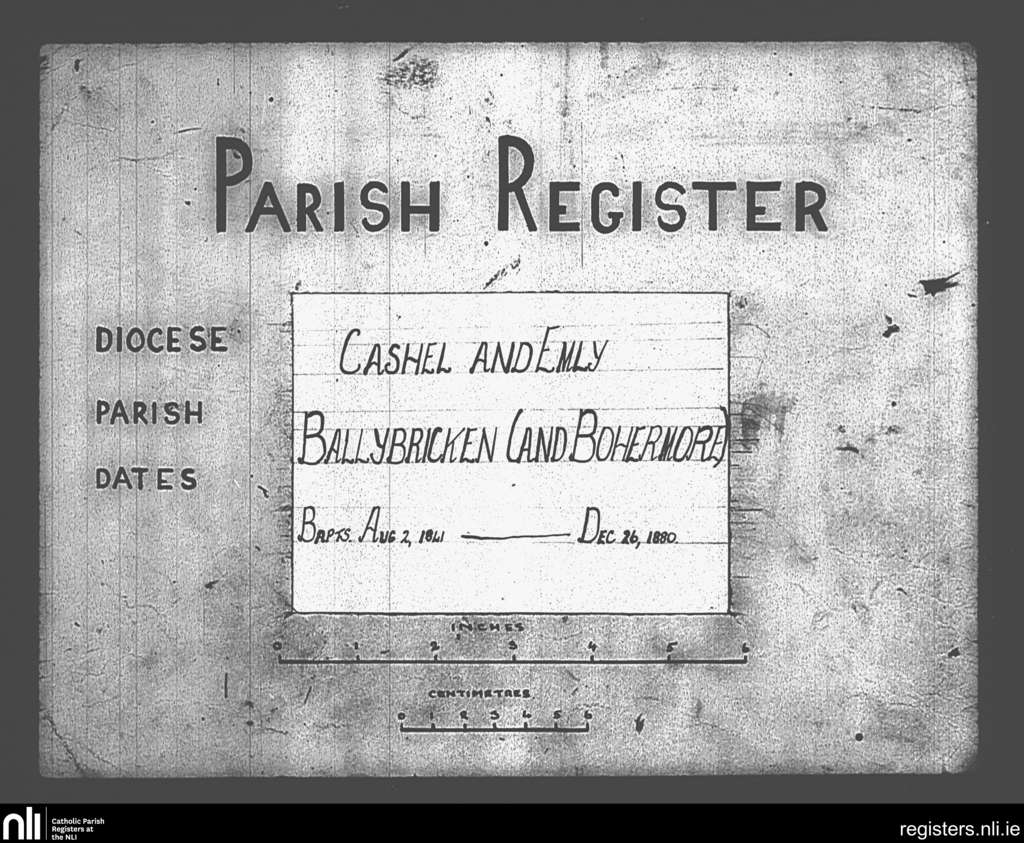 PARISH REGISTER
DIOCESE CASHEL AND EMLY
PARISH BALLYBRICKEN (AND BOHERMORE)
DATES BAPTS. AUG 2, 1841 — DEC 26, 1880.
INCHES
0 1 2 3 4 5 6
CENTIMETRES
0 1 2 3 4 5 6
nli Catholic Parish
Registers at
the NLI
registers.nli.ie